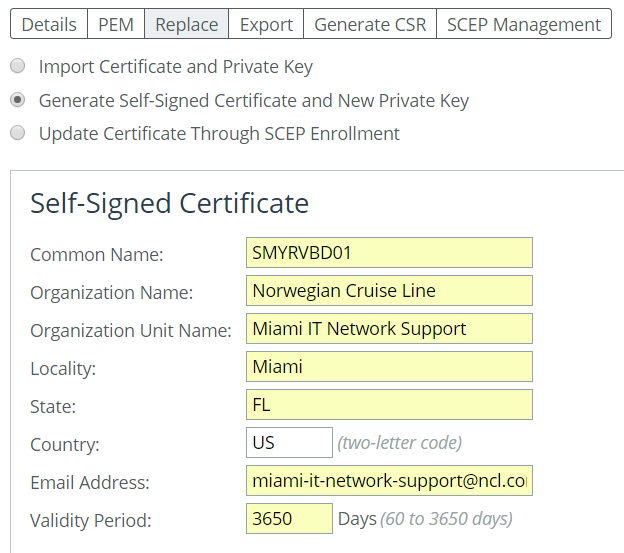 Details PEM Replace Export Generate CSR SCEP Management
Import Certificate and Private Key
Generate Self-Signed Certificate and New Private Key
Update Certificate Through SCEP Enrollment
Self-Signed Certificate
Common Name: SMYRVBD01
Organization Name: Norwegian Cruise Line
Organization Unit Name: Miami IT Network Support
Locality: Miami
State: FL
Country: US (two-letter code)
Email Address: miami-it-network-support@ncl.co
Validity Period: 3650 Days (60 to 3650 days)